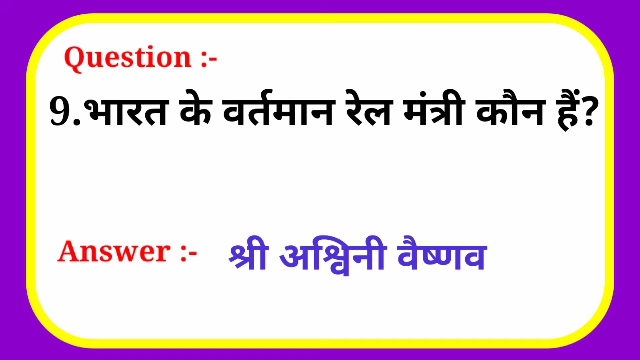 Question :-
9.भारत के वर्तमान रेल मंत्री कौन हैं?
Answer :- श्री अश्विनी वैष्णव